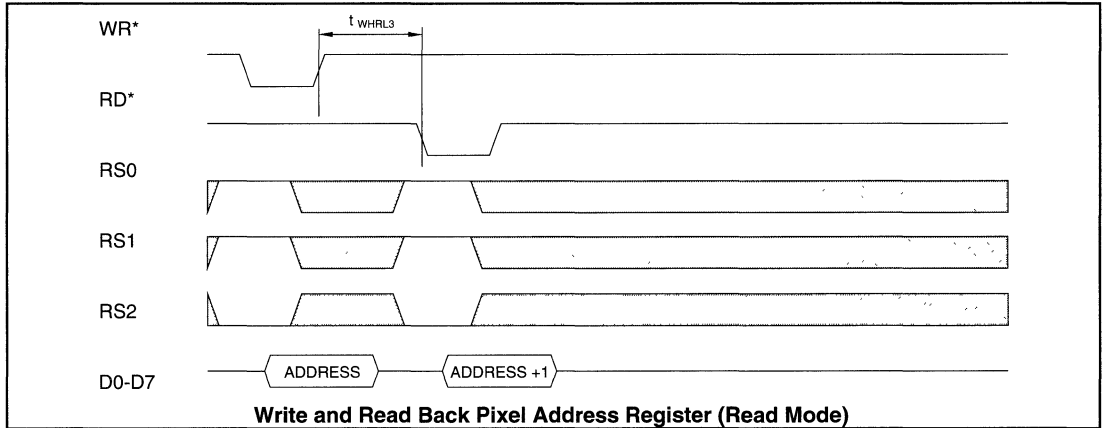 t WHRL3
WR*
RD*
RS0
RS1
RS2
D0-D7
ADDRESS
ADDRESS +1
Write and Read Back Pixel Address Register (Read Mode)